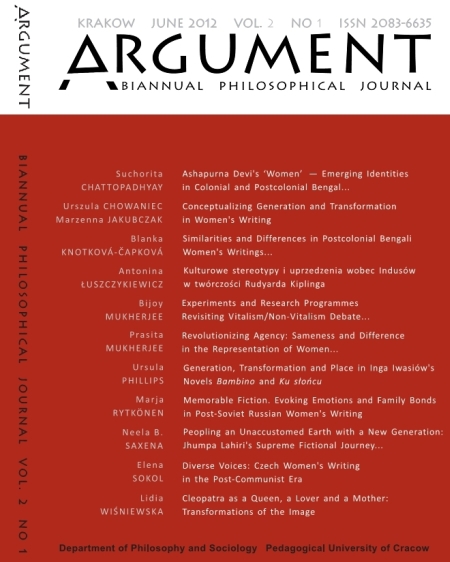 KRAKOW JUNE 2012 VOL. 2 NO 1 ISSN 2083-6635
ARGUMENT
BIANNUAL PHILOSOPHICAL JOURNAL
ARGUMENT
BIANNUAL PHILOSOPHICAL JOURNAL VOL. 2 NO 1
Suchorita Ashapurna Devi's ‘Women’ — Emerging Identities
CHATTOPADHYAY in Colonial and Postcolonial Bengal...
Urszula CHOWANIEC Conceptualizing Generation and Transformation
Marzenna JAKUBCZAK in Women's Writing
Blanka Similarities and Differences in Postcolonial Bengali
KNOTKOVÁ-ČAPKOVÁ Women's Writings...
Antonina Kulturowe stereotypy i uprzedzenia wobec Indusów
ŁUSZCZYKIEWICZ w twórczości Rudyarda Kiplinga
Bijoy Experiments and Research Programmes
MUKHERJEE Revisiting Vitalism/Non-Vitalism Debate...
Prasita Revolutionizing Agency: Sameness and Difference
MUKHERJEE in the Representation of Women...
Ursula Generation, Transformation and Place in Inga Iwasiów's
PHILLIPS Novels Bambino and Ku słońcu
Marja Memorable Fiction. Evoking Emotions and Family Bonds
RYTKÖNEN in Post-Soviet Russian Women's Writing
Neela B. Peopling an Unaccustomed Earth with a New Generation:
SAXENA Jhumpa Lahiri's Supreme Fictional Journey...
Elena Diverse Voices: Czech Women's Writing
SOKOL in the Post-Communist Era
Lidia Cleopatra as a Queen, a Lover and a Mother:
WIŚNIEWSKA Transformations of the Image
Department of Philosophy and Sociology Pedagogical University of Cracow